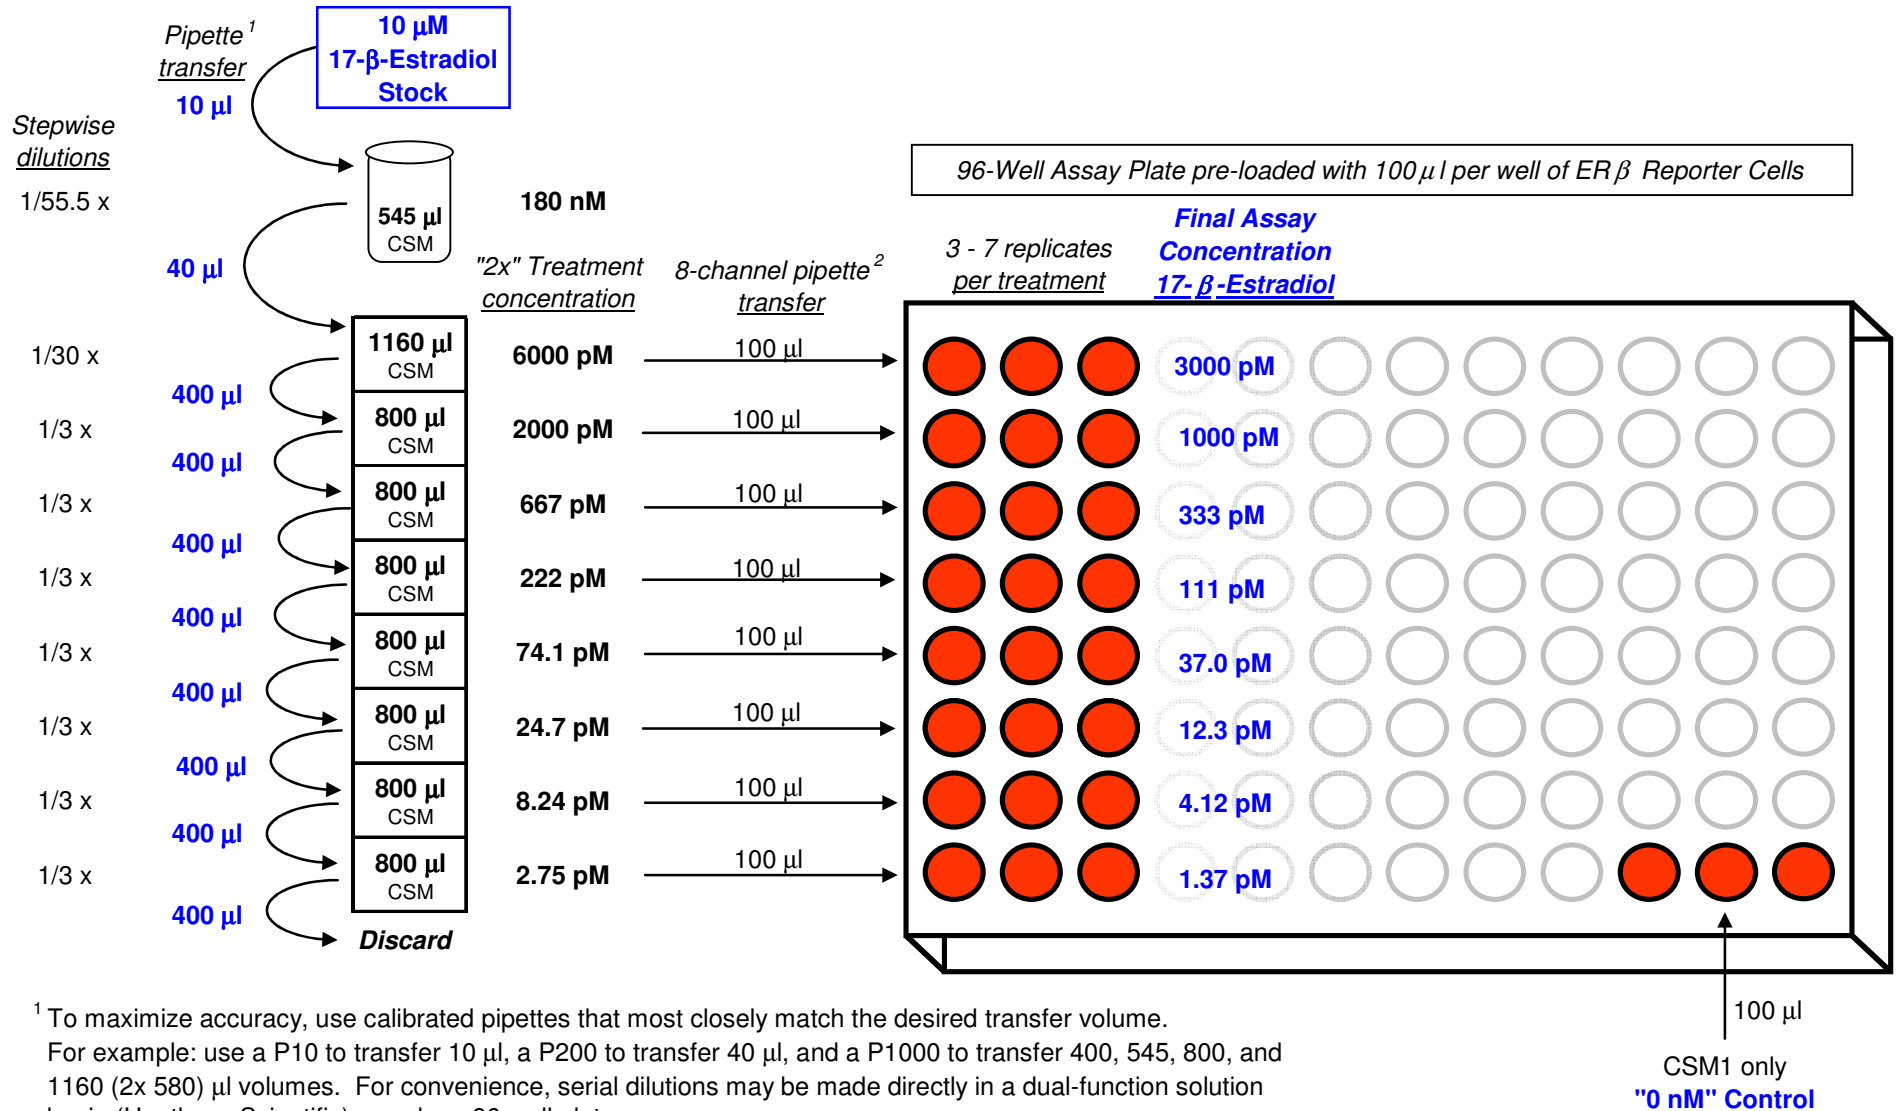 Pipette 1
transfer
10 µl
10 µM
17-β-Estradiol
Stock
Stepwise
dilutions
1/55.5 x
545 µl
CSM
180 nM
40 µl
"2x" Treatment
concentration
8-channel pipette 2
transfer
96-Well Assay Plate pre-loaded with 100 µl per well of ER β Reporter Cells
3 - 7 replicates
per treatment
Final Assay
Concentration
17- β -Estradiol
1/30 x
1160 µl
CSM
6000 pM
100 µl
3000 pM
400 µl
1/3 x
800 µl
CSM
2000 pM
100 µl
1000 pM
400 µl
1/3 x
800 µl
CSM
667 pM
100 µl
333 pM
400 µl
1/3 x
800 µl
CSM
222 pM
100 µl
111 pM
400 µl
1/3 x
800 µl
CSM
74.1 pM
100 µl
37.0 pM
400 µl
1/3 x
800 µl
CSM
24.7 pM
100 µl
12.3 pM
400 µl
1/3 x
800 µl
CSM
8.24 pM
100 µl
4.12 pM
400 µl
1/3 x
800 µl
CSM
2.75 pM
100 µl
1.37 pM
400 µl
Discard
100 µl
CSM1 only
"0 nM" Control
1 To maximize accuracy, use calibrated pipettes that most closely match the desired transfer volume.
For example: use a P10 to transfer 10 µl, a P200 to transfer 40 µl, and a P1000 to transfer 400, 545, 800, and
1160 (2x 580) µl volumes. For convenience, serial dilutions may be made directly in a dual-function solution